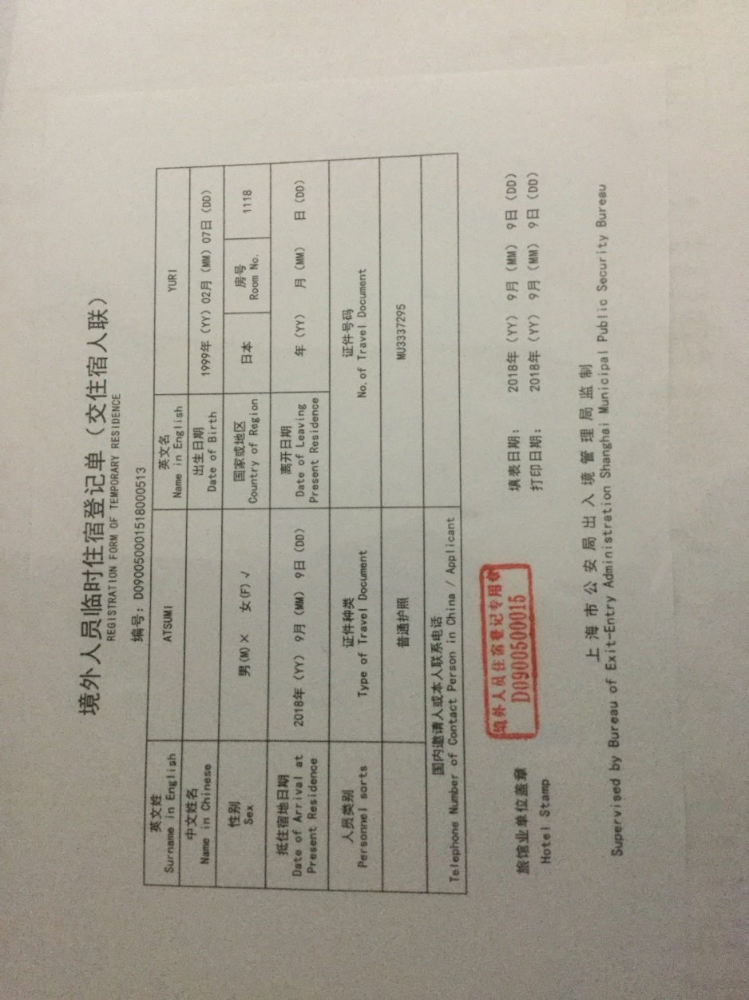 境外人员临时住宿登记单（交住宿人联）
REGISTRATION FORM OF TEMPORARY RESIDENCE
编号: D090050001518000513
英文姓 ATSUMI 英文名 YURI
Surname in English Name in English
中文姓名 出生日期 1999年 (YY) 02月 (MM) 07日 (DD)
Name in Chinese Date of Birth
性别 男(M)× 女(F)√ 国家或地区 日本 房号 1118
Sex Country of Region Room No.
抵住宿地日期 2018年 (YY) 9月 (MM) 9日 (DD) 离开日期 年 (YY) 月 (MM) 日 (DD)
Date of Arrival at Date of Leaving
Present Residence Present Residence
人员类别 证件种类 证件号码
Personnel sorts Type of Travel Document No. of Travel Document
普通护照 MU3337295
国内邀请人或本人联系电话
Telephone Number of Contact Person in China / Applicant
旅馆业单位盖章
Hotel Stamp
境外人员住宿登记专用章
D0900500015
填表日期: 2018年 (YY) 9月 (MM) 9日 (DD)
打印日期: 2018年 (YY) 9月 (MM) 9日 (DD)
上海市公安局出入境管理局监制
Supervised by Bureau of Exit-Entry Administration Shanghai Municipal Public Security Bureau